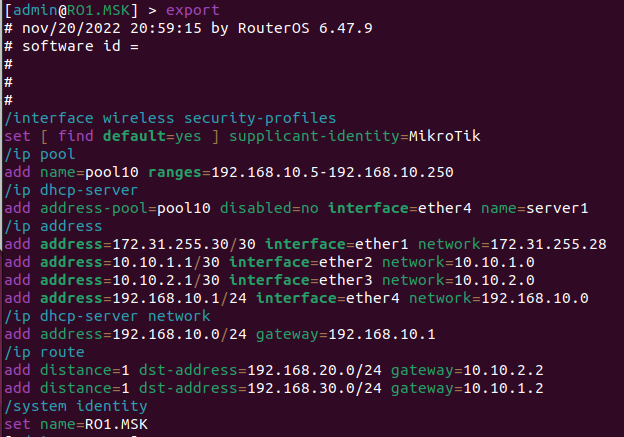 [admin@RO1.MSK] > export
# nov/20/2022 20:59:15 by RouterOS 6.47.9
# software id =
#
#
#
/interface wireless security-profiles
set [ find default=yes ] supplicant-identity=MikroTik
/ip pool
add name=pool10 ranges=192.168.10.5-192.168.10.250
/ip dhcp-server
add address-pool=pool10 disabled=no interface=ether4 name=server1
/ip address
add address=172.31.255.30/30 interface=ether1 network=172.31.255.28
add address=10.10.1.1/30 interface=ether2 network=10.10.1.0
add address=10.10.2.1/30 interface=ether3 network=10.10.2.0
add address=192.168.10.1/24 interface=ether4 network=192.168.10.0
/ip dhcp-server network
add address=192.168.10.0/24 gateway=192.168.10.1
/ip route
add distance=1 dst-address=192.168.20.0/24 gateway=10.10.2.2
add distance=1 dst-address=192.168.30.0/24 gateway=10.10.1.2
/system identity
set name=RO1.MSK